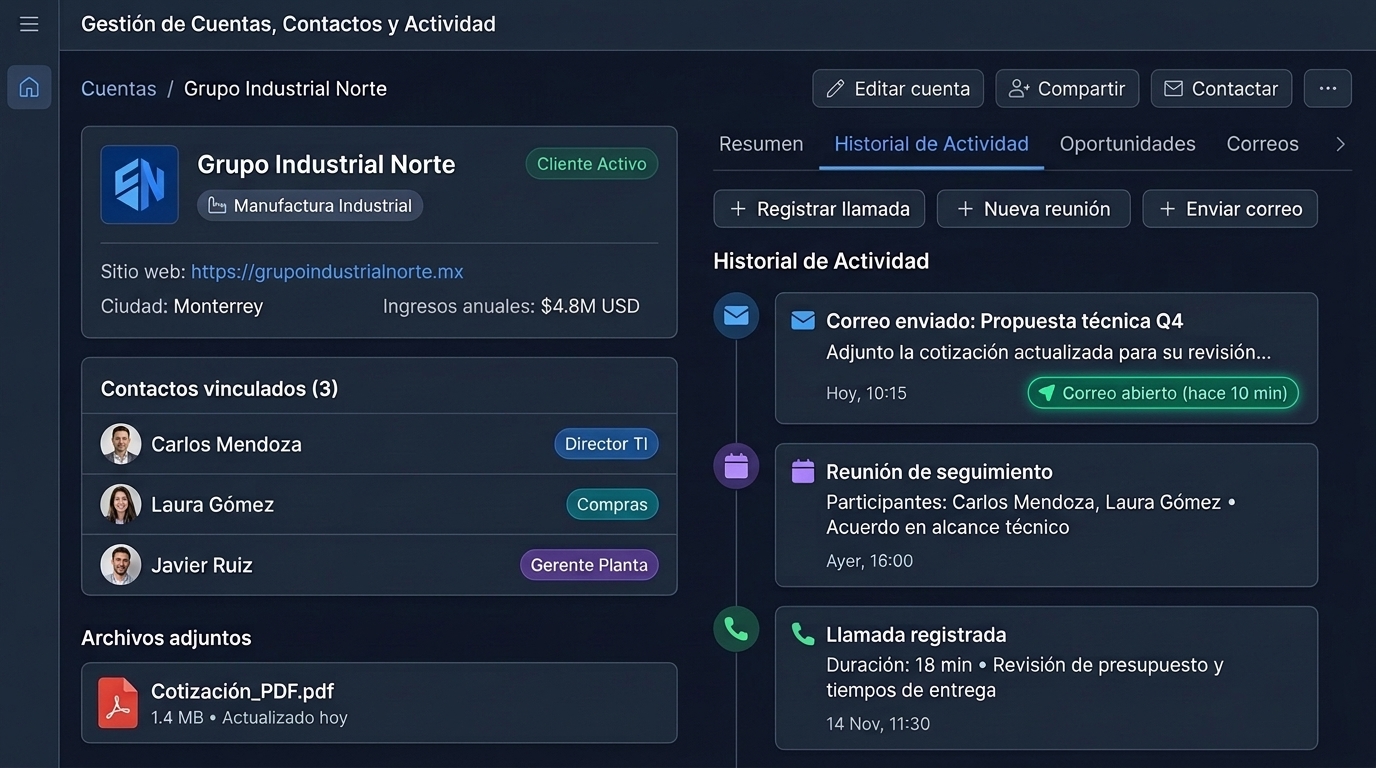 Gestión de Cuentas, Contactos y Actividad
Cuentas / Grupo Industrial Norte
Editar cuenta
Compartir
Contactar
Grupo Industrial Norte
Cliente Activo
Manufactura Industrial
Sitio web: https://grupoindustrialnorte.mx
Ciudad: Monterrey
Ingresos anuales: $4.8M USD
Contactos vinculados (3)
Carlos Mendoza
Director TI
Laura Gómez
Compras
Javier Ruiz
Gerente Planta
Archivos adjuntos
Cotización_PDF.pdf
1.4 MB • Actualizado hoy
Resumen
Historial de Actividad
Oportunidades
Correos
+ Registrar llamada
+ Nueva reunión
+ Enviar correo
Historial de Actividad
Correo enviado: Propuesta técnica Q4
Adjunto la cotización actualizada para su revisión...
Hoy, 10:15
Correo abierto (hace 10 min)
Reunión de seguimiento
Participantes: Carlos Mendoza, Laura Gómez •
Acuerdo en alcance técnico
Ayer, 16:00
Llamada registrada
Duración: 18 min • Revisión de presupuesto y
tiempos de entrega
14 Nov, 11:30